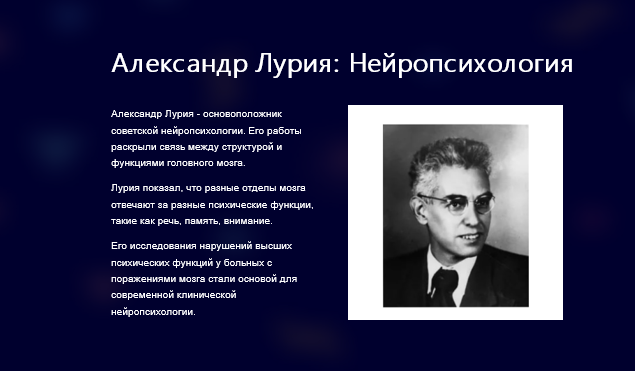 Александр Лурия: Нейропсихология
Александр Лурия - основоположник
советской нейропсихологии. Его работы
раскрыли связь между структурой и
функциями головного мозга.
Лурия показал, что разные отделы мозга
отвечают за разные психические функции,
такие как речь, память, внимание.
Его исследования нарушений высших
психических функций у больных с
поражениями мозга стали основой для
современной клинической
нейропсихологии.